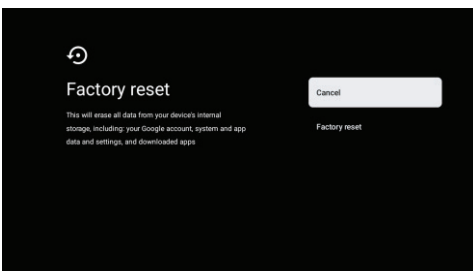 Factory reset
This will erase all data from your device's internal
storage, including: your Google account, system and app
data and settings, and downloaded apps
Cancel
Factory reset